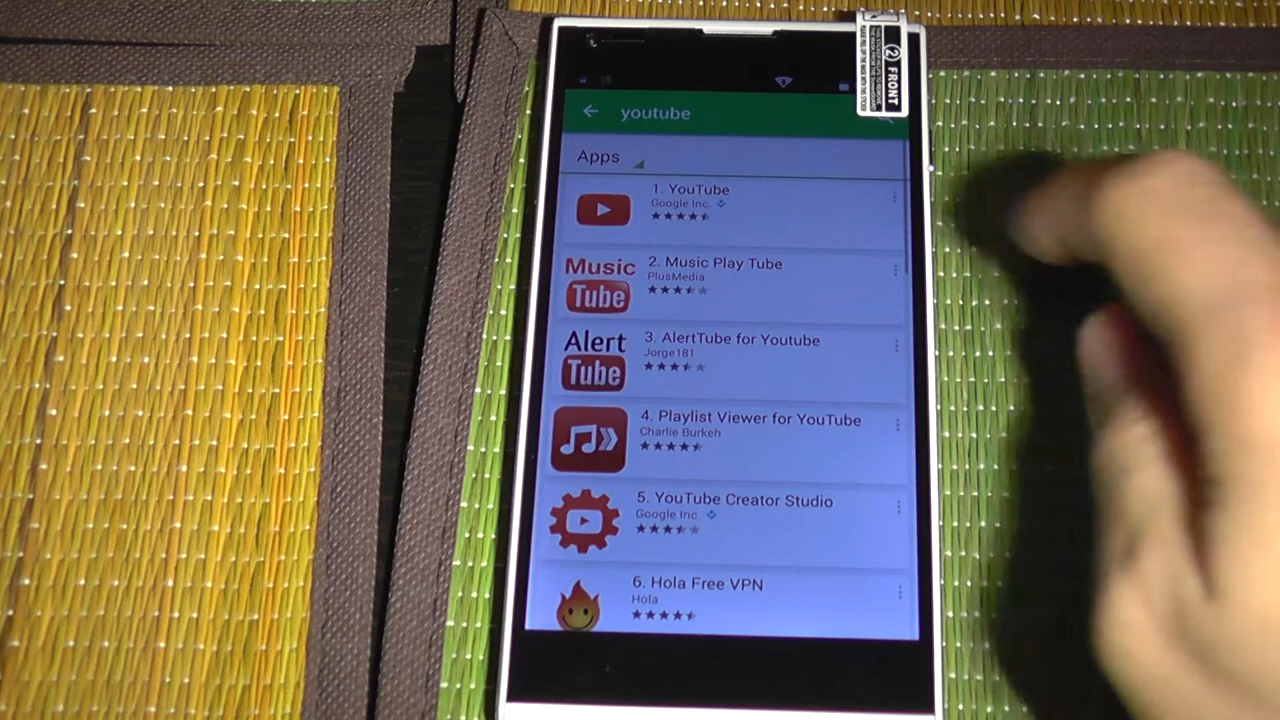 ② FRONT
youtube
Apps
1. YouTube
Google Inc.
Music
Tube
2. Music Play Tube
PlusMedia
Alert
Tube
3. AlertTube for Youtube
Jorge181
4. Playlist Viewer for YouTube
Charlie Burkeh
5. YouTube Creator Studio
Google Inc.
6. Hola Free VPN
Hola